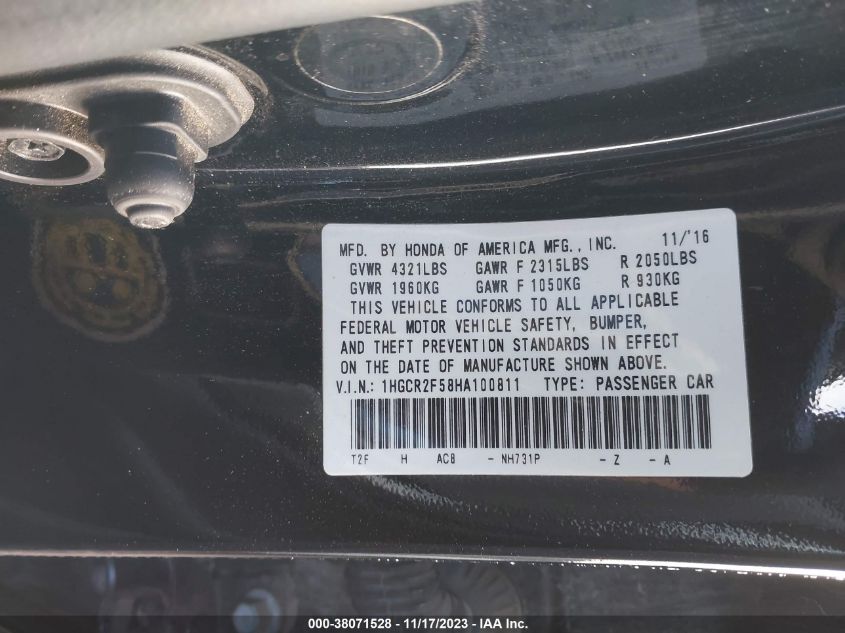 MFD. BY HONDA OF AMERICA MFG., INC. 11/'16
GVWR 4321LBS GAWR F 2315LBS R 2050LBS
GVWR 1960KG GAWR F 1050KG R 930KG
THIS VEHICLE CONFORMS TO ALL APPLICABLE
FEDERAL MOTOR VEHICLE SAFETY, BUMPER,
AND THEFT PREVENTION STANDARDS IN EFFECT
ON THE DATE OF MANUFACTURE SHOWN ABOVE.
V.I.N.: 1HGCR2F58HA100811 TYPE: PASSENGER CAR
T2F H AC8 - NH731P - Z - A
000-38071528 - 11/17/2023 - IAA Inc.